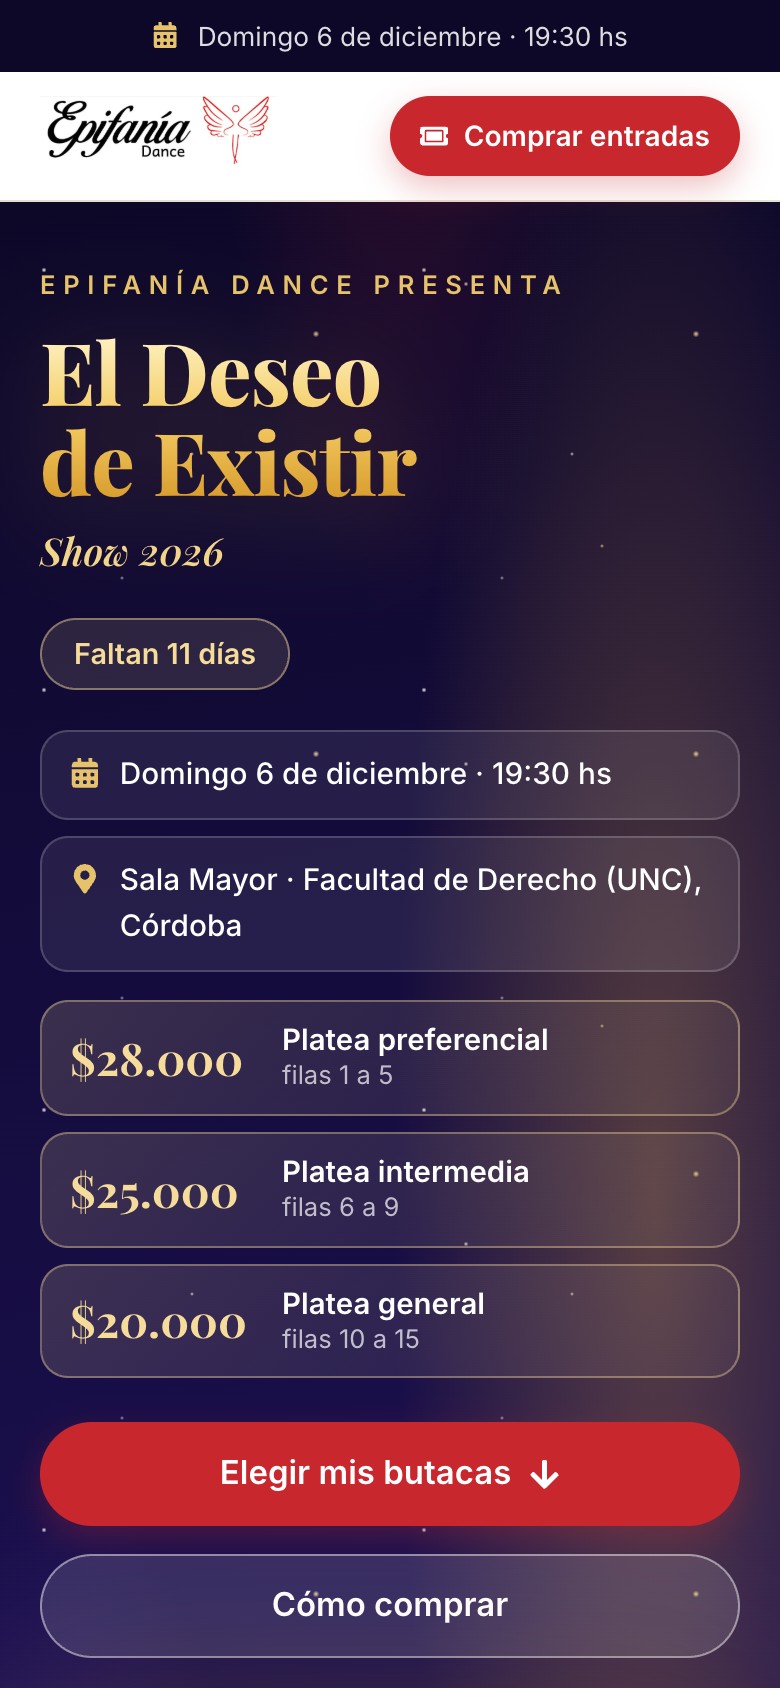 Domingo 6 de diciembre · 19:30 hs
Epifanía
Dance
Comprar entradas
EPIFANÍA DANCE PRESENTA
El Deseo
de Existir
Show 2026
Faltan 11 días
Domingo 6 de diciembre · 19:30 hs
Sala Mayor · Facultad de Derecho (UNC),
Córdoba
$28.000
Platea preferencial
filas 1 a 5
$25.000
Platea intermedia
filas 6 a 9
$20.000
Platea general
filas 10 a 15
Elegir mis butacas
Cómo comprar